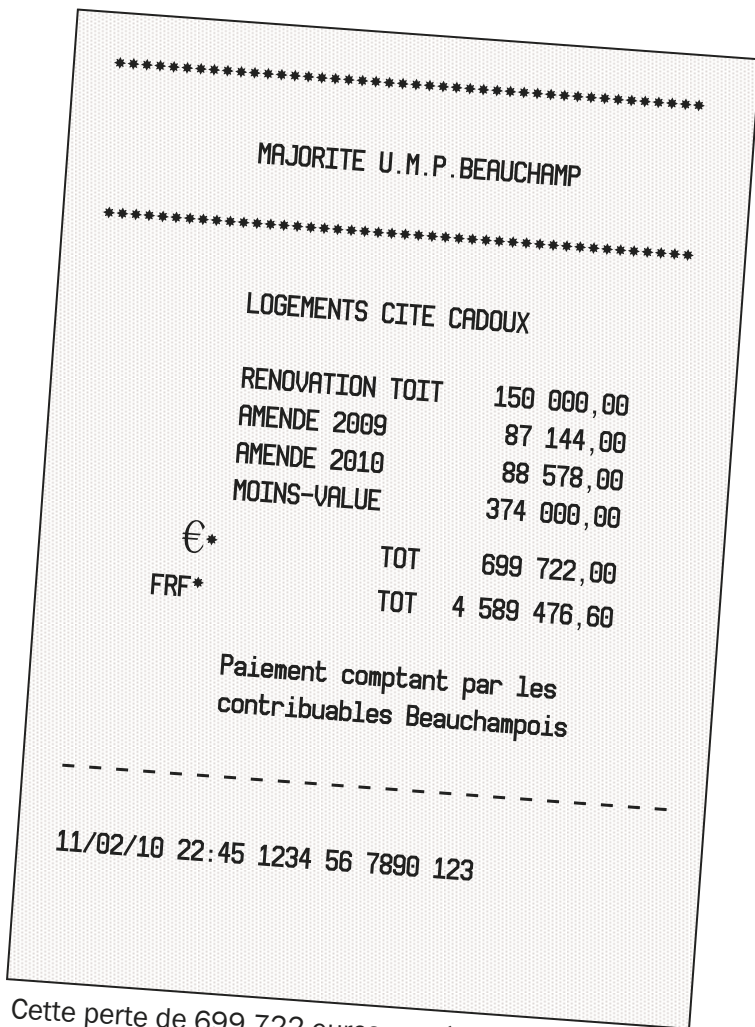 *********************************************
MAJORITE U.M.P.BEAUCHAMP
*********************************************
LOGEMENTS CITE CADOUX
RENOVATION TOIT 150 000,00
AMENDE 2009 87 144,00
AMENDE 2010 88 578,00
MOINS-VALUE 374 000,00
€* TOT 699 722,00
FRF* TOT 4 589 476,60
Paiement comptant par les
contribuables Beauchampois
- - - - - - - - - - - - - - - - - - - - - - -
11/02/10 22:45 1234 56 7890 123
Cette perte de 699 722 euros